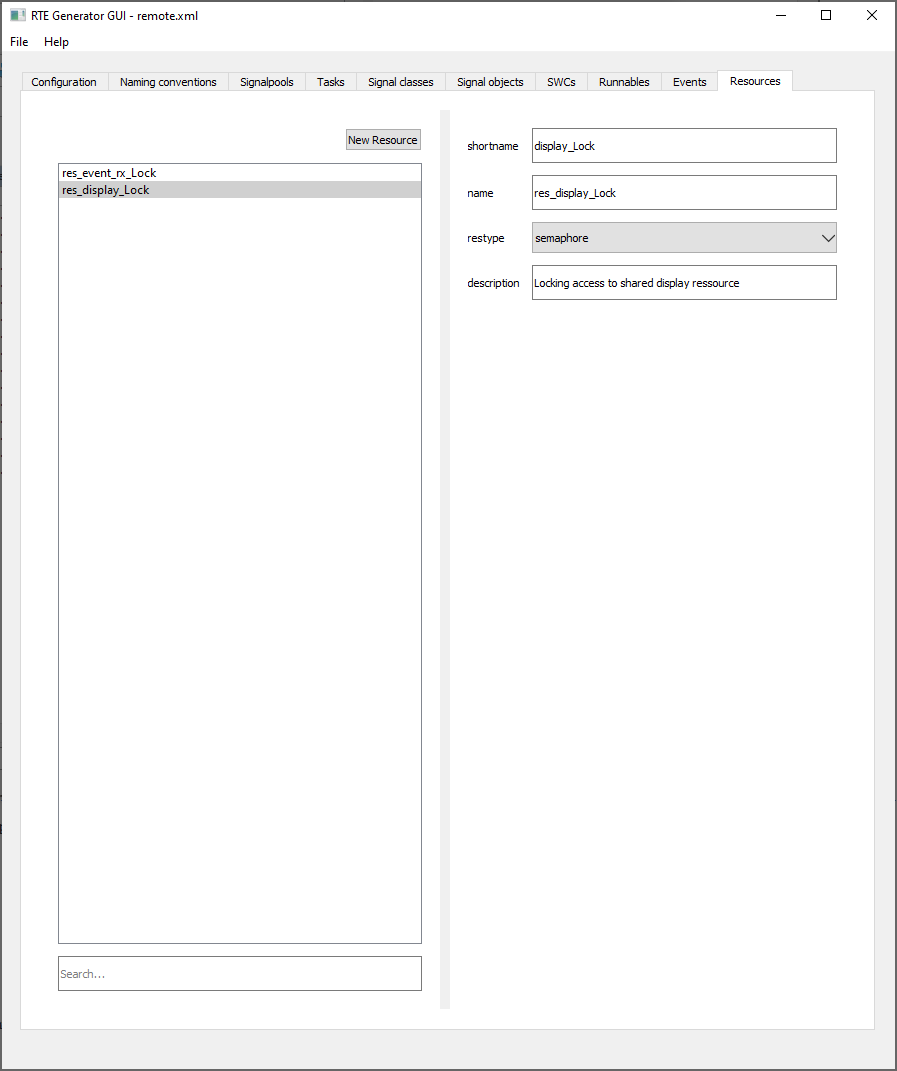 RTE Generator GUI - remote.xml
File Help
Configuration Naming conventions Signalpools Tasks Signal classes Signal objects SWCs Runnables Events Resources
New Resource
res_event_rx_Lock
res_display_Lock
Search...
shortname display_Lock
name res_display_Lock
restype semaphore
description Locking access to shared display ressource